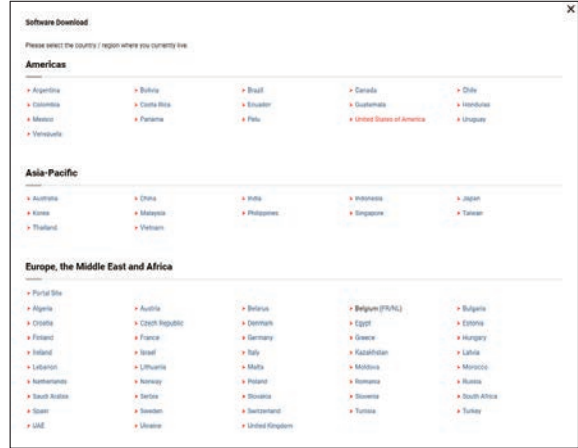 Software Download
Please select the country / region where you currently live.
Americas
Argentina Bolivia Brazil Canada Chile
Colombia Costa Rica Ecuador Guatemala Honduras
Mexico Panama Peru United States of America Uruguay
Venezuela
Asia-Pacific
Australia China India Indonesia Japan
Korea Malaysia Philippines Singapore Taiwan
Thailand Vietnam
Europe, the Middle East and Africa
Portal Site
Algeria Austria Belarus Belgium (FR/NL) Bulgaria
Croatia Czech Republic Denmark Egypt Estonia
Finland France Germany Greece Hungary
Ireland Israel Italy Kazakhstan Latvia
Lebanon Lithuania Malta Moldova Morocco
Netherlands Norway Poland Romania Russia
Saudi Arabia Serbia Slovakia Slovenia South Africa
Spain Sweden Switzerland Tunisia Turkey
UAE Ukraine United Kingdom